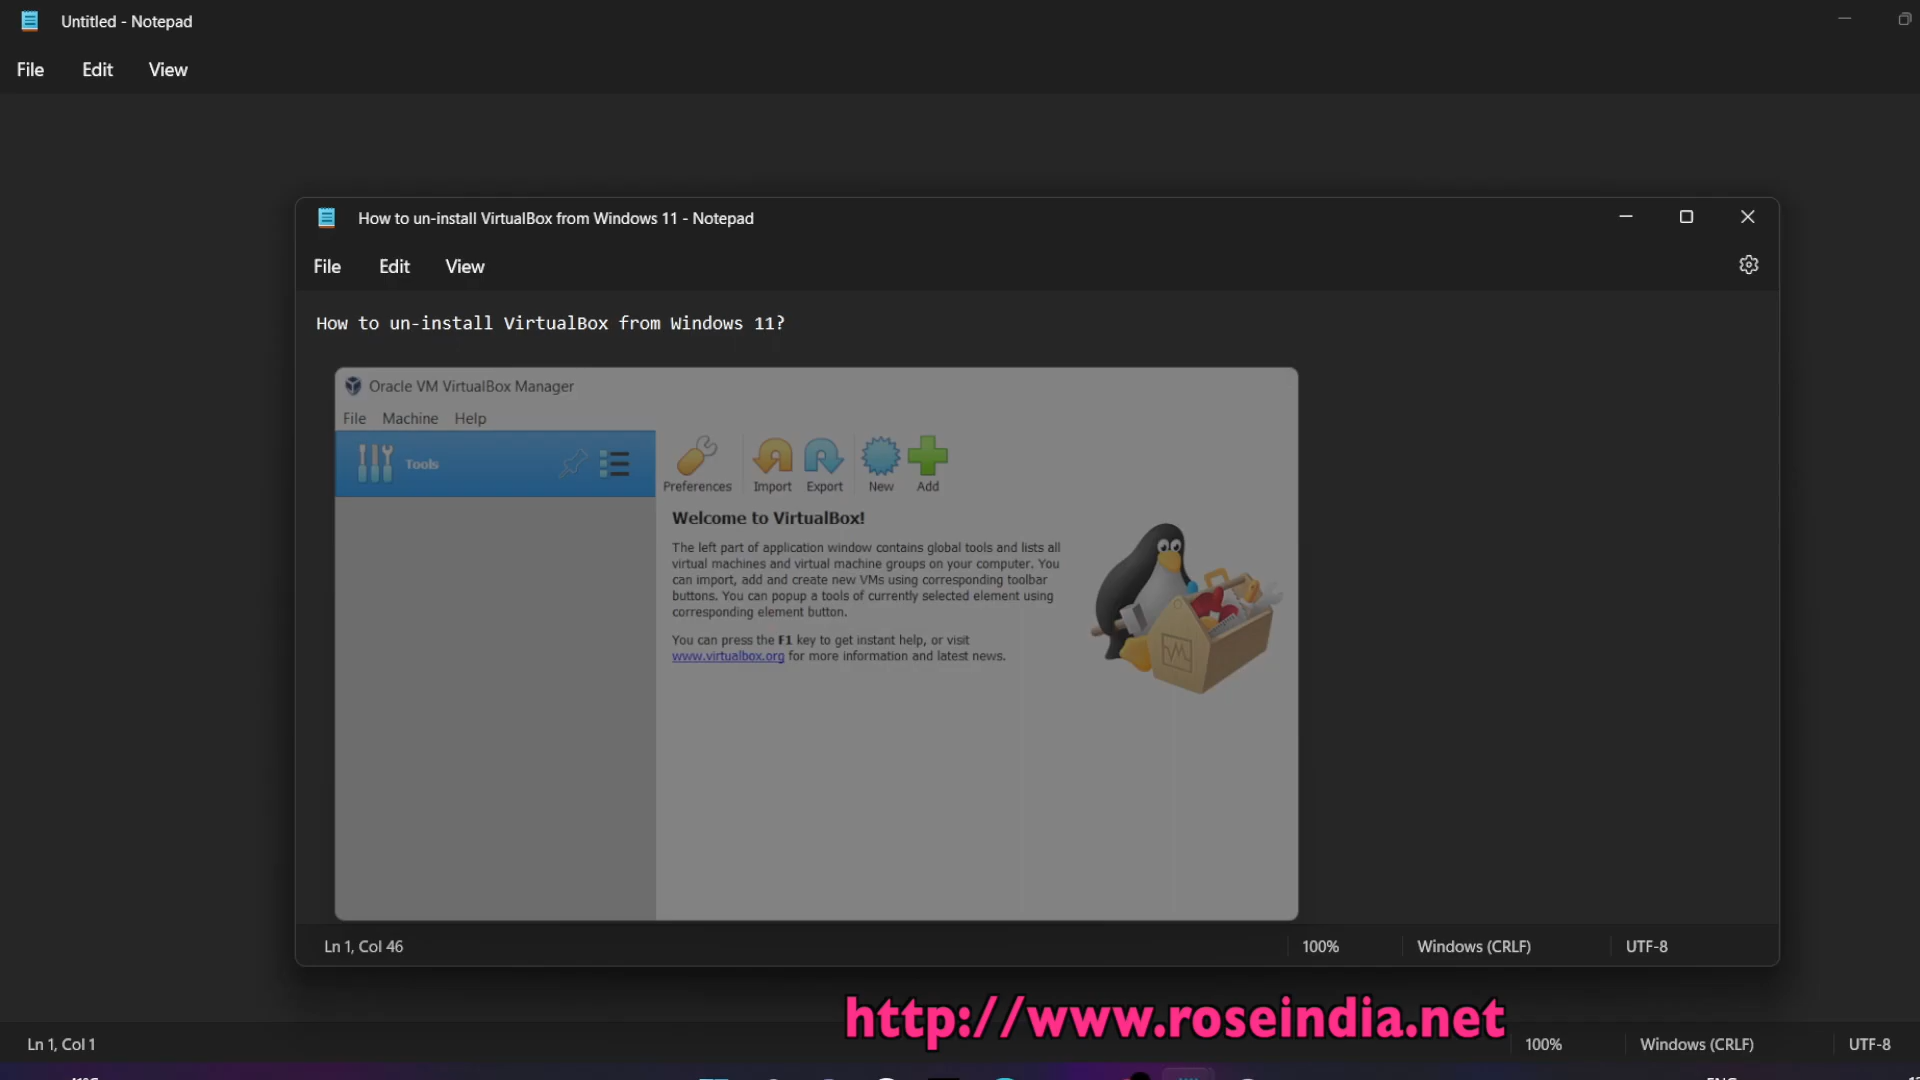 Untitled - Notepad
File Edit View
How to un-install VirtualBox from Windows 11 - Notepad
File Edit View
How to un-install VirtualBox from Windows 11?
Oracle VM VirtualBox Manager
File Machine Help
Tools
Preferences Import Export New Add
Welcome to VirtualBox!
The left part of application window contains global tools and lists all
virtual machines and virtual machine groups on your computer. You
can import, add and create new VMs using corresponding toolbar
buttons. You can popup a tools of currently selected element using
corresponding element button.
You can press the F1 key to get instant help, or visit
www.virtualbox.org for more information and latest news.
Ln 1, Col 46 100% Windows (CRLF) UTF-8
http://www.roseindia.net
Ln 1, Col 1 100% Windows (CRLF) UTF-8